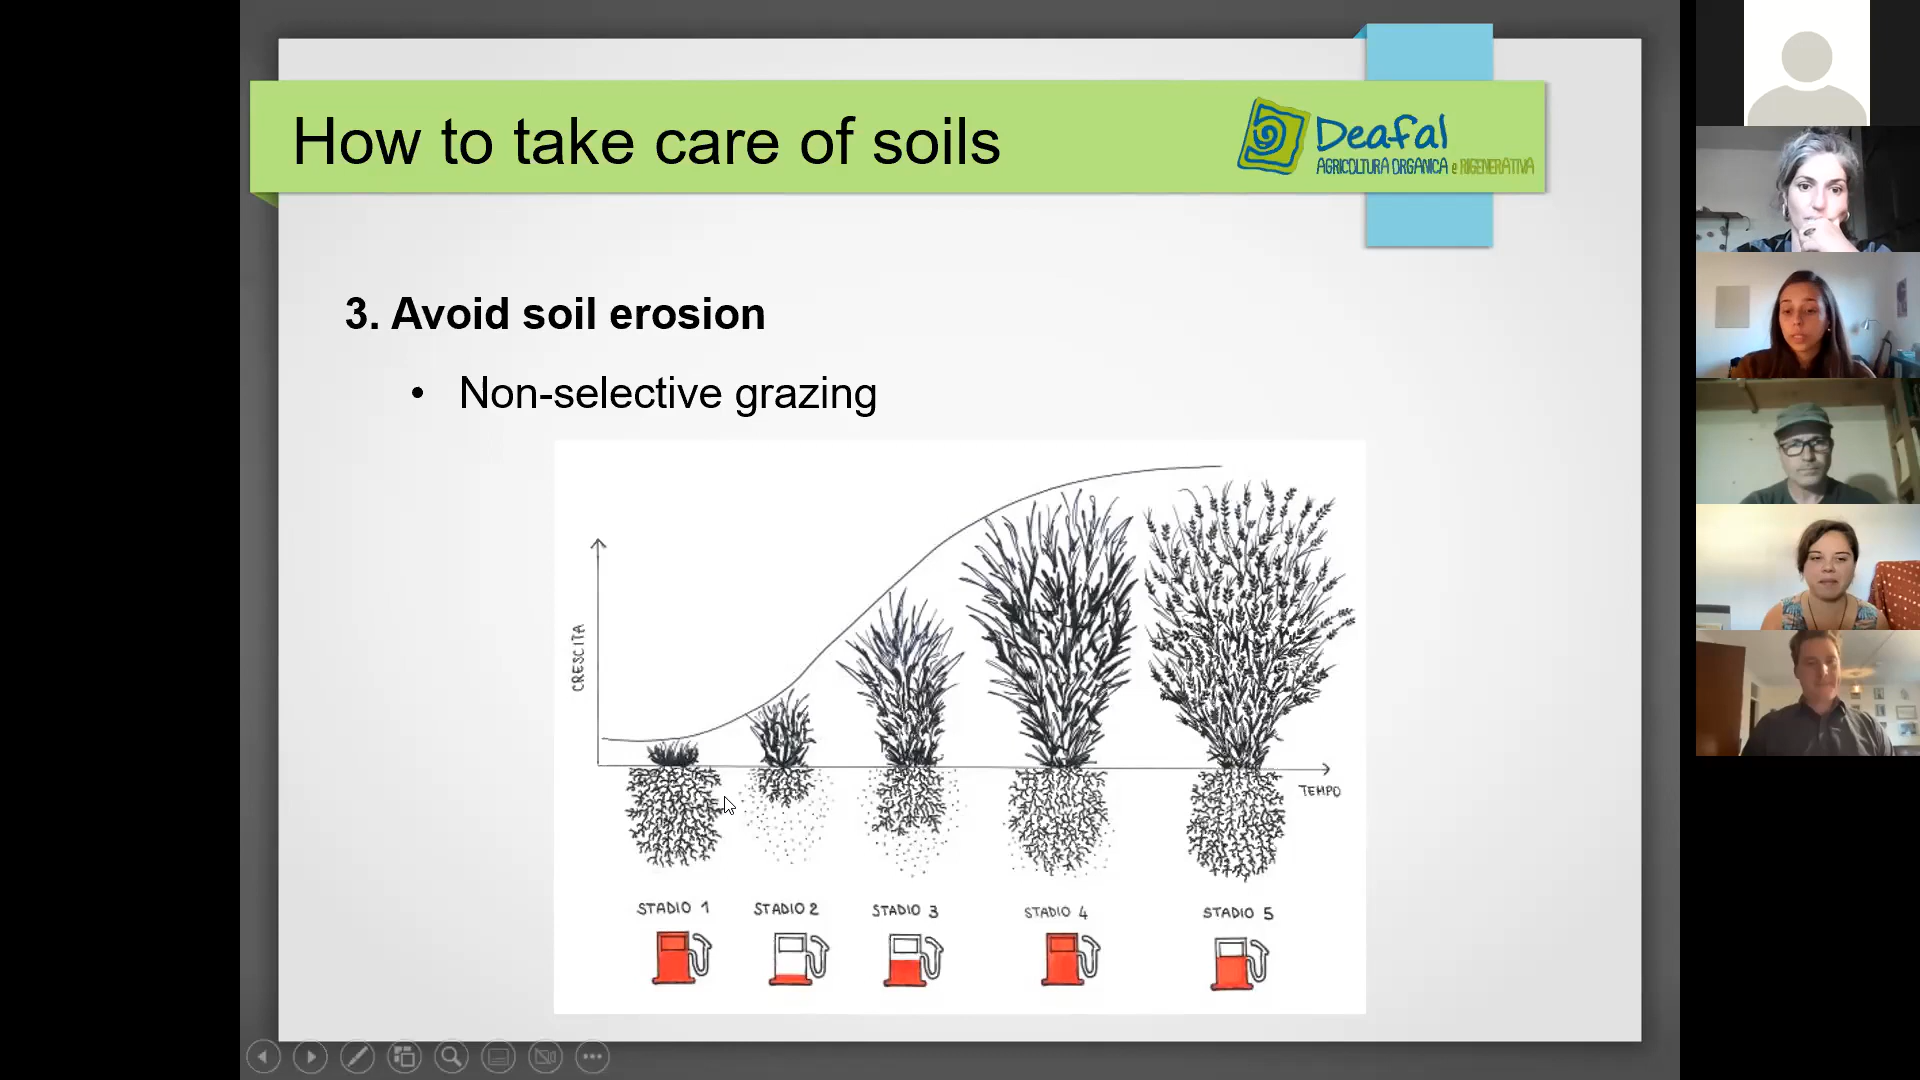 How to take care of soils
Deafal
AGRICOLTURA ORGANICA e RIGENERATIVA
3. Avoid soil erosion
• Non-selective grazing
CRESCITA
TEMPO
STADIO 1
STADIO 2
STADIO 3
STADIO 4
STADIO 5